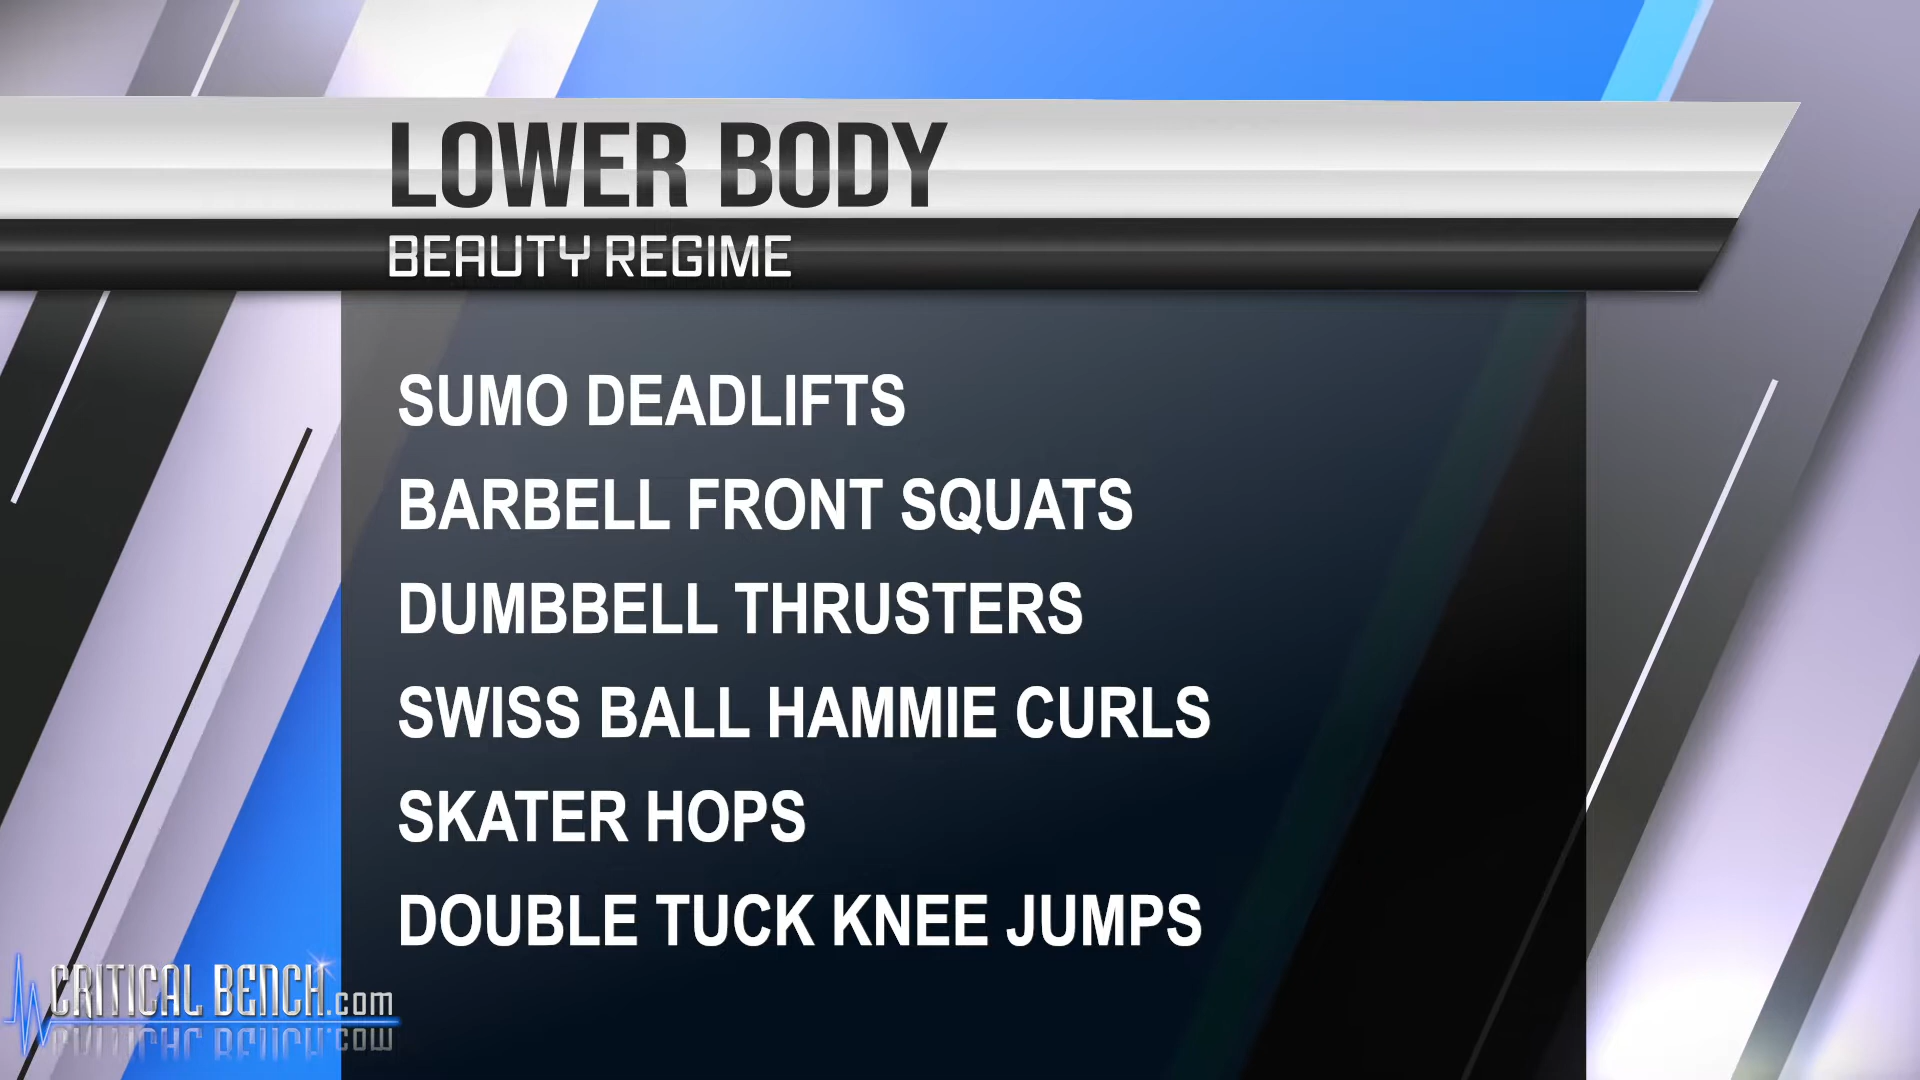 LOWER BODY
BEAUTY REGIME
SUMO DEADLIFTS
BARBELL FRONT SQUATS
DUMBBELL THRUSTERS
SWISS BALL HAMMIE CURLS
SKATER HOPS
DOUBLE TUCK KNEE JUMPS
CRITICAL BENCH.com